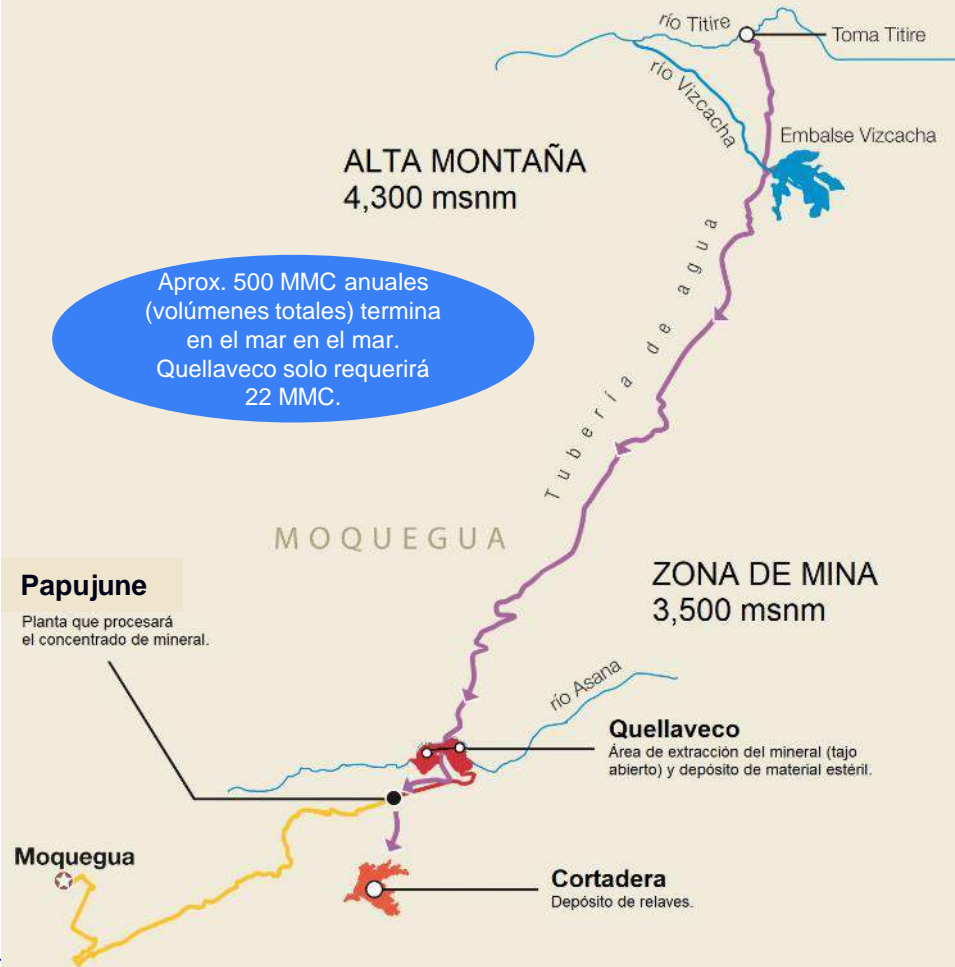 río Titire
Toma Titire
río Vizcacha
Embalse Vizcacha
ALTA MONTAÑA
4,300 msnm
Aprox. 500 MMC anuales
(volúmenes totales) termina
en el mar en el mar.
Quellaveco solo requerirá
22 MMC.
Tubería de agua
MOQUEGUA
ZONA DE MINA
3,500 msnm
Papujune
Planta que procesará
el concentrado de mineral.
río Asana
Quellaveco
Área de extracción del mineral (tajo
abierto) y depósito de material estéril.
Moquegua
Cortadera
Depósito de relaves.